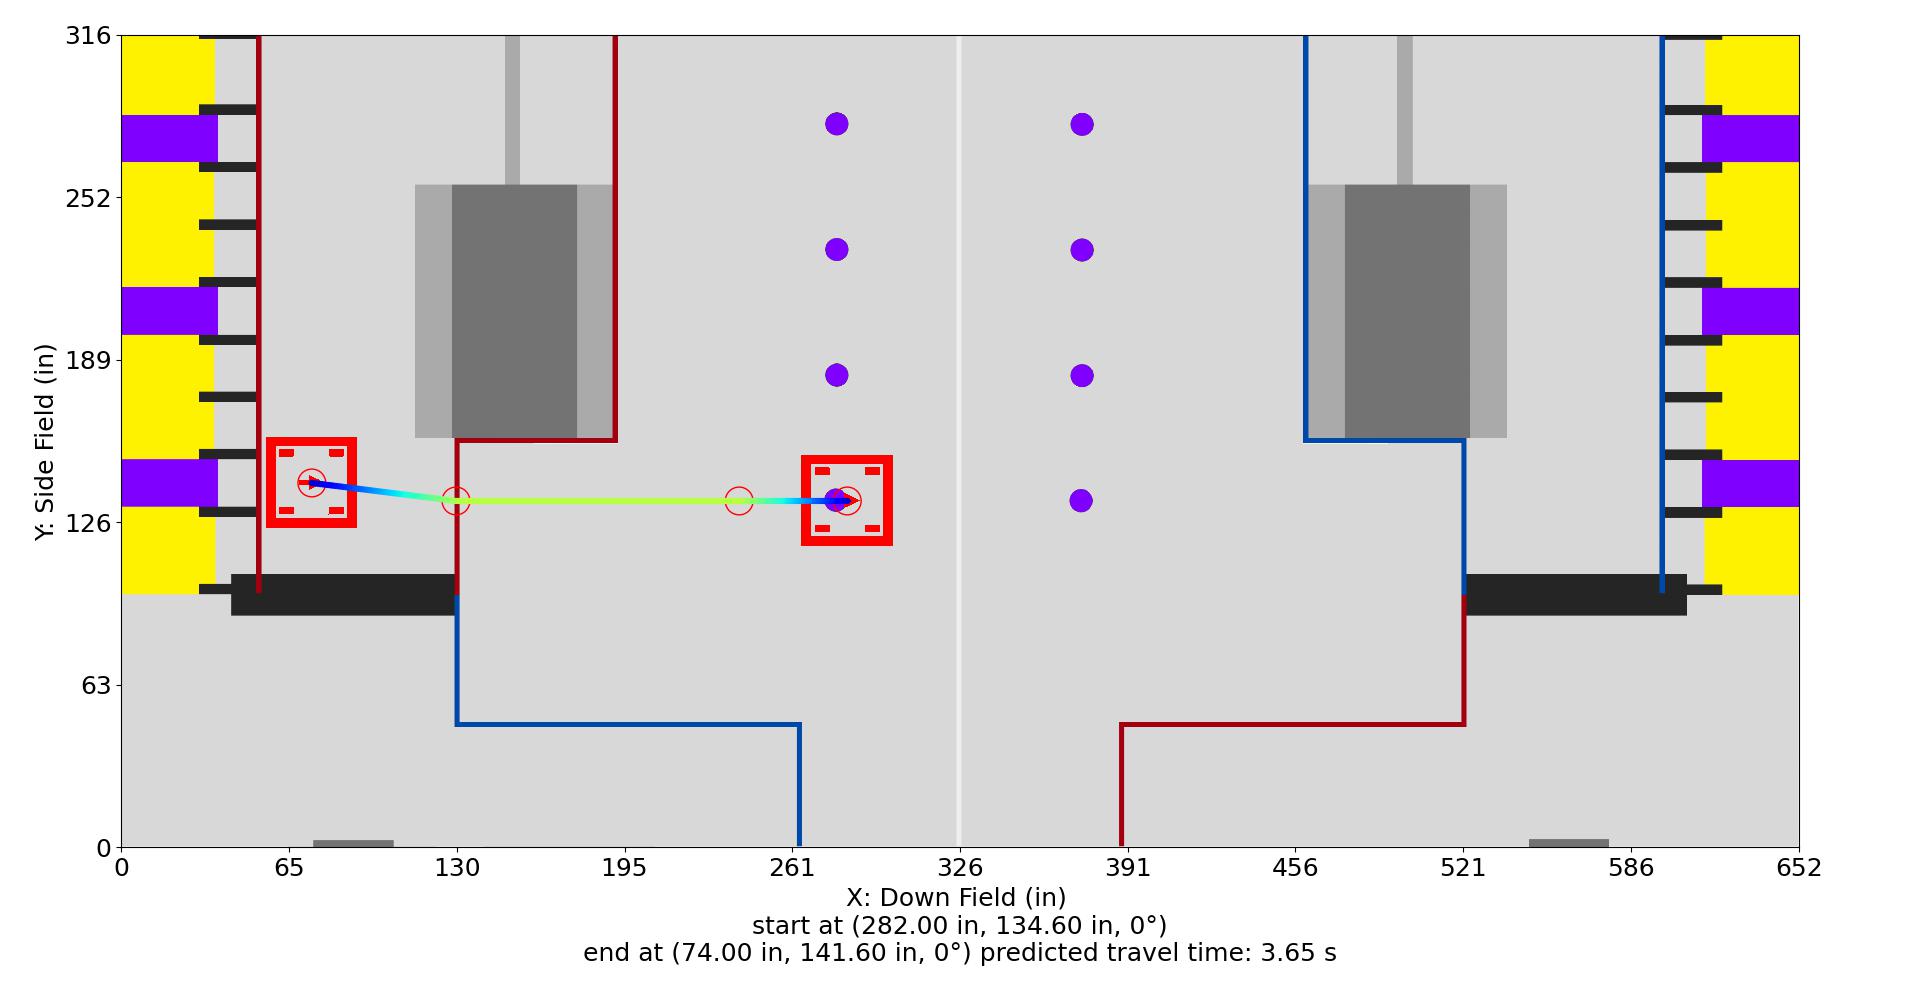 316
252
189
126
63
0
Y: Side Field (in)
0 65 130 195 261 326 391 456 521 586 652
X: Down Field (in)
start at (282.00 in, 134.60 in, 0°)
end at (74.00 in, 141.60 in, 0°) predicted travel time: 3.65 s